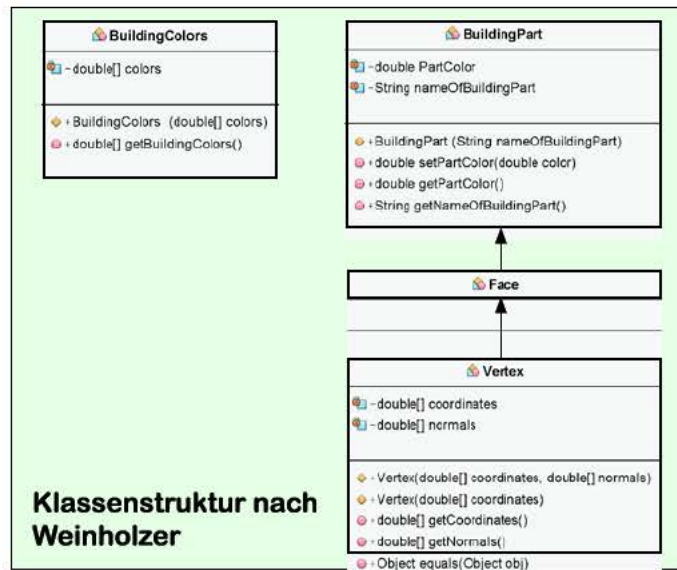 BuildingColors
- double[] colors
+ BuildingColors (double[] colors)
+ double[] getBuildingColors()
BuildingPart
- double PartColor
- String nameOfBuildingPart
+ BuildingPart (String nameOfBuildingPart)
+ double setPartColor(double color)
+ double getPartColor()
+ String getNameOfBuildingPart()
Face
Vertex
- double[] coordinates
- double[] normals
+ Vertex(double[] coordinates, double[] normals)
+ Vertex(double[] coordinates)
+ double[] getCoordinates()
+ double[] getNormals()
+ Object equals(Object obj)
Klassenstruktur nach
Weinholzer